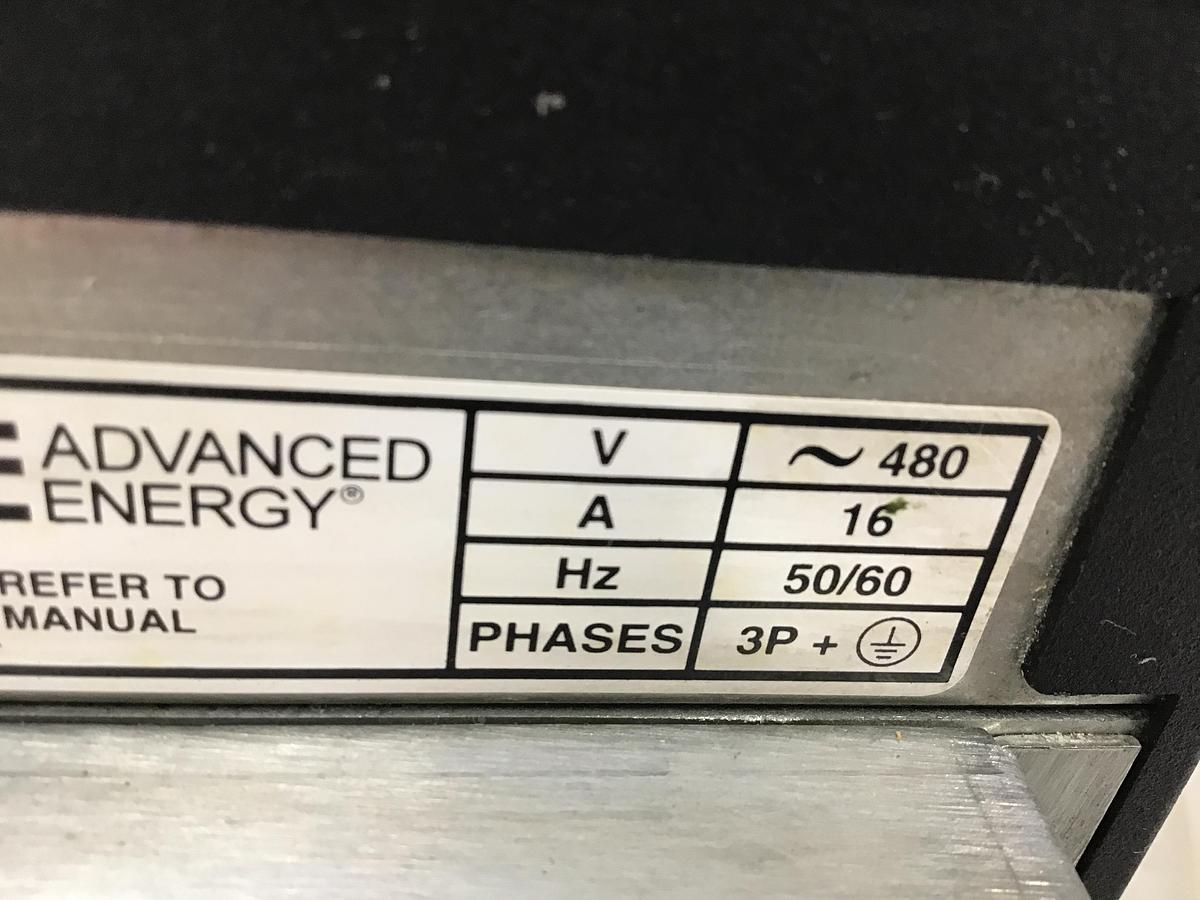 ADVANCED
ENERGY®
REFER TO
MANUAL
V ~ 480
A 16
Hz 50/60
PHASES 3P + ⏚